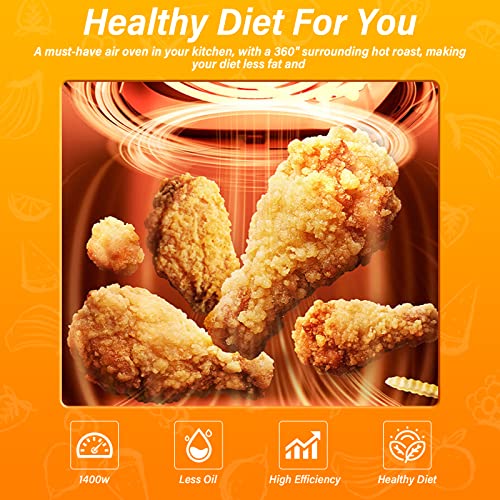 Healthy Diet For You
A must-have air oven in your kitchen, with a 360° surrounding hot roast, making
your diet less fat and
1400w
Less Oil
High Efficiency
Healthy Diet